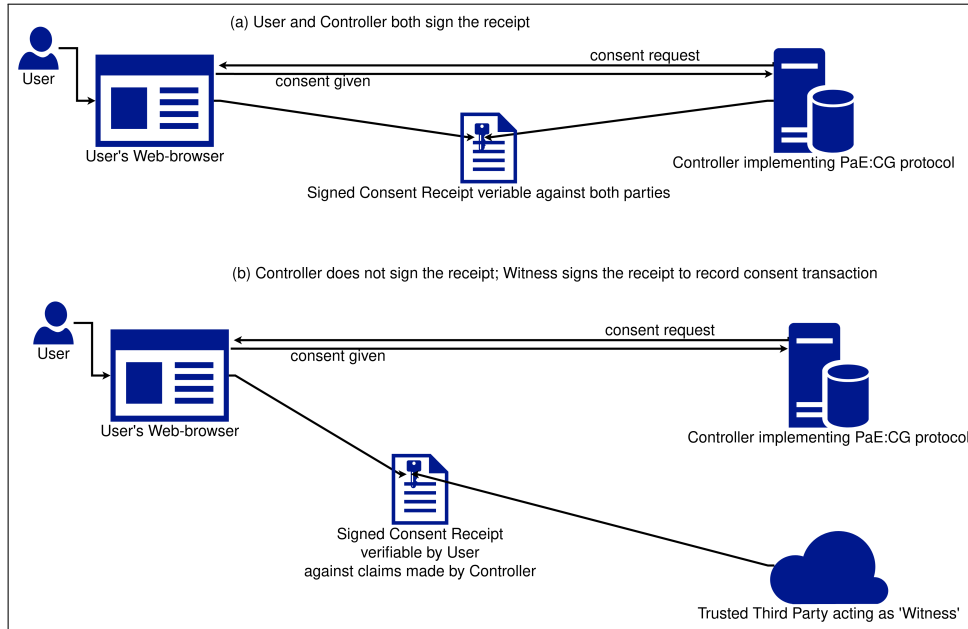 (a) User and Controller both sign the receipt
User
consent request
consent given
User's Web-browser
Controller implementing PaE:CG protocol
Signed Consent Receipt veriable against both parties
(b) Controller does not sign the receipt; Witness signs the receipt to record consent transaction
User
consent request
consent given
User's Web-browser
Controller implementing PaE:CG protocol
Signed Consent Receipt
verifiable by User
against claims made by Controller
Trusted Third Party acting as 'Witness'